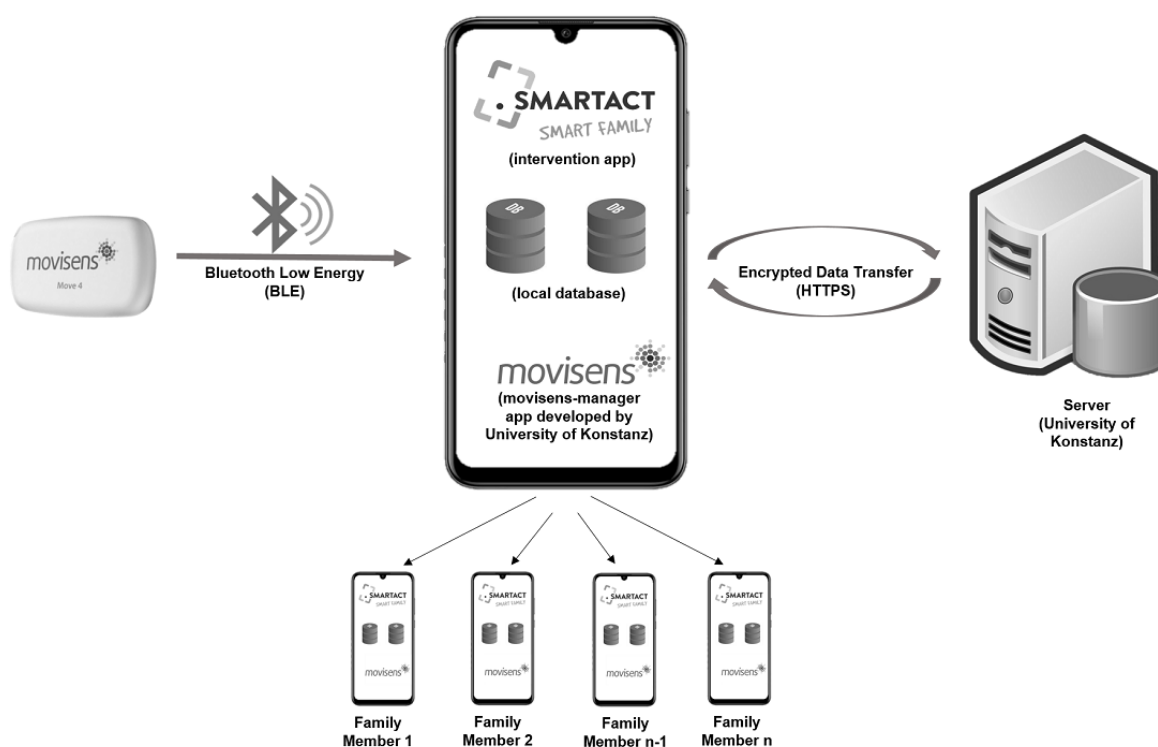 SMARTACT
SMART FAMILY
(intervention app)
DB DB
(local database)
movisens
(movisens-manager
app developed by
University of Konstanz)
movisens
Move 4
Bluetooth Low Energy
(BLE)
Encrypted Data Transfer
(HTTPS)
Server
(University of
Konstanz)
SMARTACT
SMART FAMILY
movisens
Family
Member 1
SMARTACT
SMART FAMILY
movisens
Family
Member 2
SMARTACT
SMART FAMILY
movisens
Family
Member n-1
SMARTACT
SMART FAMILY
movisens
Family
Member n